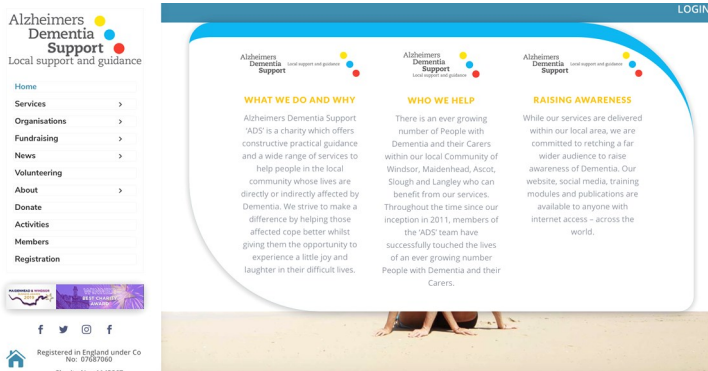 LOGIN
Alzheimers
Dementia
Support
Local support and guidance
Home
Services
Organisations
Fundraising
News
Volunteering
About
Donate
Activities
Members
Registration
MAIDENHEAD & WINDSOR
BEST CHARITY
AWARD
Registered in England under Co
No: 07687060
Alzheimers
Dementia
Support
Local support and guidance
WHAT WE DO AND WHY
Alzheimers Dementia Support
'ADS' is a charity which offers
constructive practical guidance
and a wide range of services to
help people in the local
community whose lives are
directly or indirectly affected by
Dementia. We strive to make a
difference by helping those
affected cope better whilst
giving them the opportunity to
experience a little joy and
laughter in their difficult lives.
Alzheimers
Dementia
Support
Local support and guidance
WHO WE HELP
There is an ever growing
number of People with
Dementia and their Carers
within our local Community of
Windsor, Maidenhead, Ascot,
Slough and Langley who can
benefit from our services.
Throughout the time since our
inception in 2011, members of
the 'ADS' team have
successfully touched the lives
of an ever growing number
People with Dementia and their
Carers.
Alzheimers
Dementia
Support
Local support and guidance
RAISING AWARENESS
While our services are delivered
within our local area, we are
committed to retching a far
wider audience to raise
awareness of Dementia. Our
website, social media, training
modules and publications are
available to anyone with
internet access – across the
world.